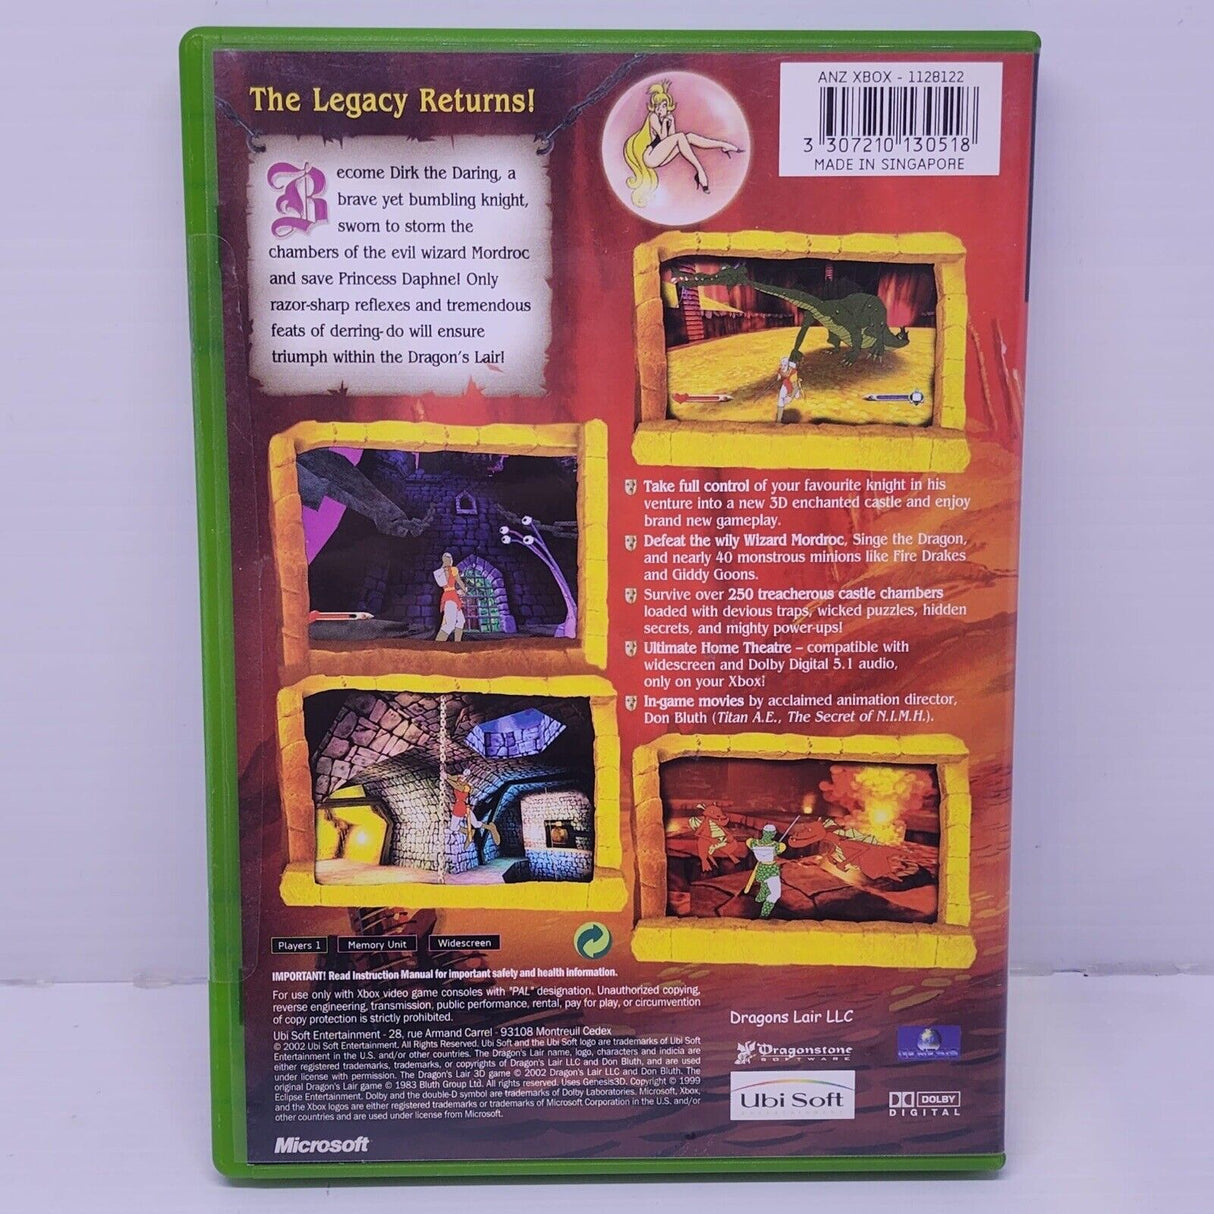 The Legacy Returns!
Become Dirk the Daring, a
brave yet bumbling knight,
sworn to storm the
chambers of the evil wizard Mordroc
and save Princess Daphne! Only
razor-sharp reflexes and tremendous
feats of derring-do will ensure
triumph within the Dragon's Lair!
ANZ XBOX - 1128122
3 307210 130518
MADE IN SINGAPORE
Take full control of your favourite knight in his
venture into a new 3D enchanted castle and enjoy
brand new gameplay.
Defeat the wily Wizard Mordroc, Singe the Dragon,
and nearly 40 monstrous minions like Fire Drakes
and Giddy Goons.
Survive over 250 treacherous castle chambers
loaded with devious traps, wicked puzzles, hidden
secrets, and mighty power-ups!
Ultimate Home Theatre – compatible with
widescreen and Dolby Digital 5.1 audio,
only on your Xbox!
In-game movies by acclaimed animation director,
Don Bluth (Titan A.E., The Secret of N.I.M.H.).
Players 1
Memory Unit
Widescreen
IMPORTANT! Read Instruction Manual for important safety and health information.
For use only with Xbox video game consoles with "PAL" designation. Unauthorized copying,
reverse engineering, transmission, public performance, rental, pay for play, or circumvention
of copy protection is strictly prohibited.
Ubi Soft Entertainment - 28, rue Armand Carrel - 93108 Montreuil Cedex
© 2002 Ubi Soft Entertainment. All Rights Reserved. Ubi Soft and the Ubi Soft logo are trademarks of Ubi Soft
Entertainment in the U.S. and/or other countries. The Dragon's Lair name, logo, characters and indicia are
either registered trademarks, trademarks, or copyrights of Dragon's Lair LLC and Don Bluth, and are used
under license with permission. The Dragon's Lair 3D game © 2002 Dragon's Lair LLC and Don Bluth. The
original Dragon's Lair game © 1983 Bluth Group Ltd. All rights reserved. Uses Genesis3D. Copyright © 1999
Eclipse Entertainment. Dolby and the double-D symbol are trademarks of Dolby Laboratories. Microsoft, Xbox,
and the Xbox logos are either registered trademarks or trademarks of Microsoft Corporation in the U.S. and/or
other countries and are used under license from Microsoft.
Microsoft
Dragons Lair LLC
Dragonstone
SOFTWARE
Ubi Soft
ENTERTAINMENT
DOLBY
DIGITAL